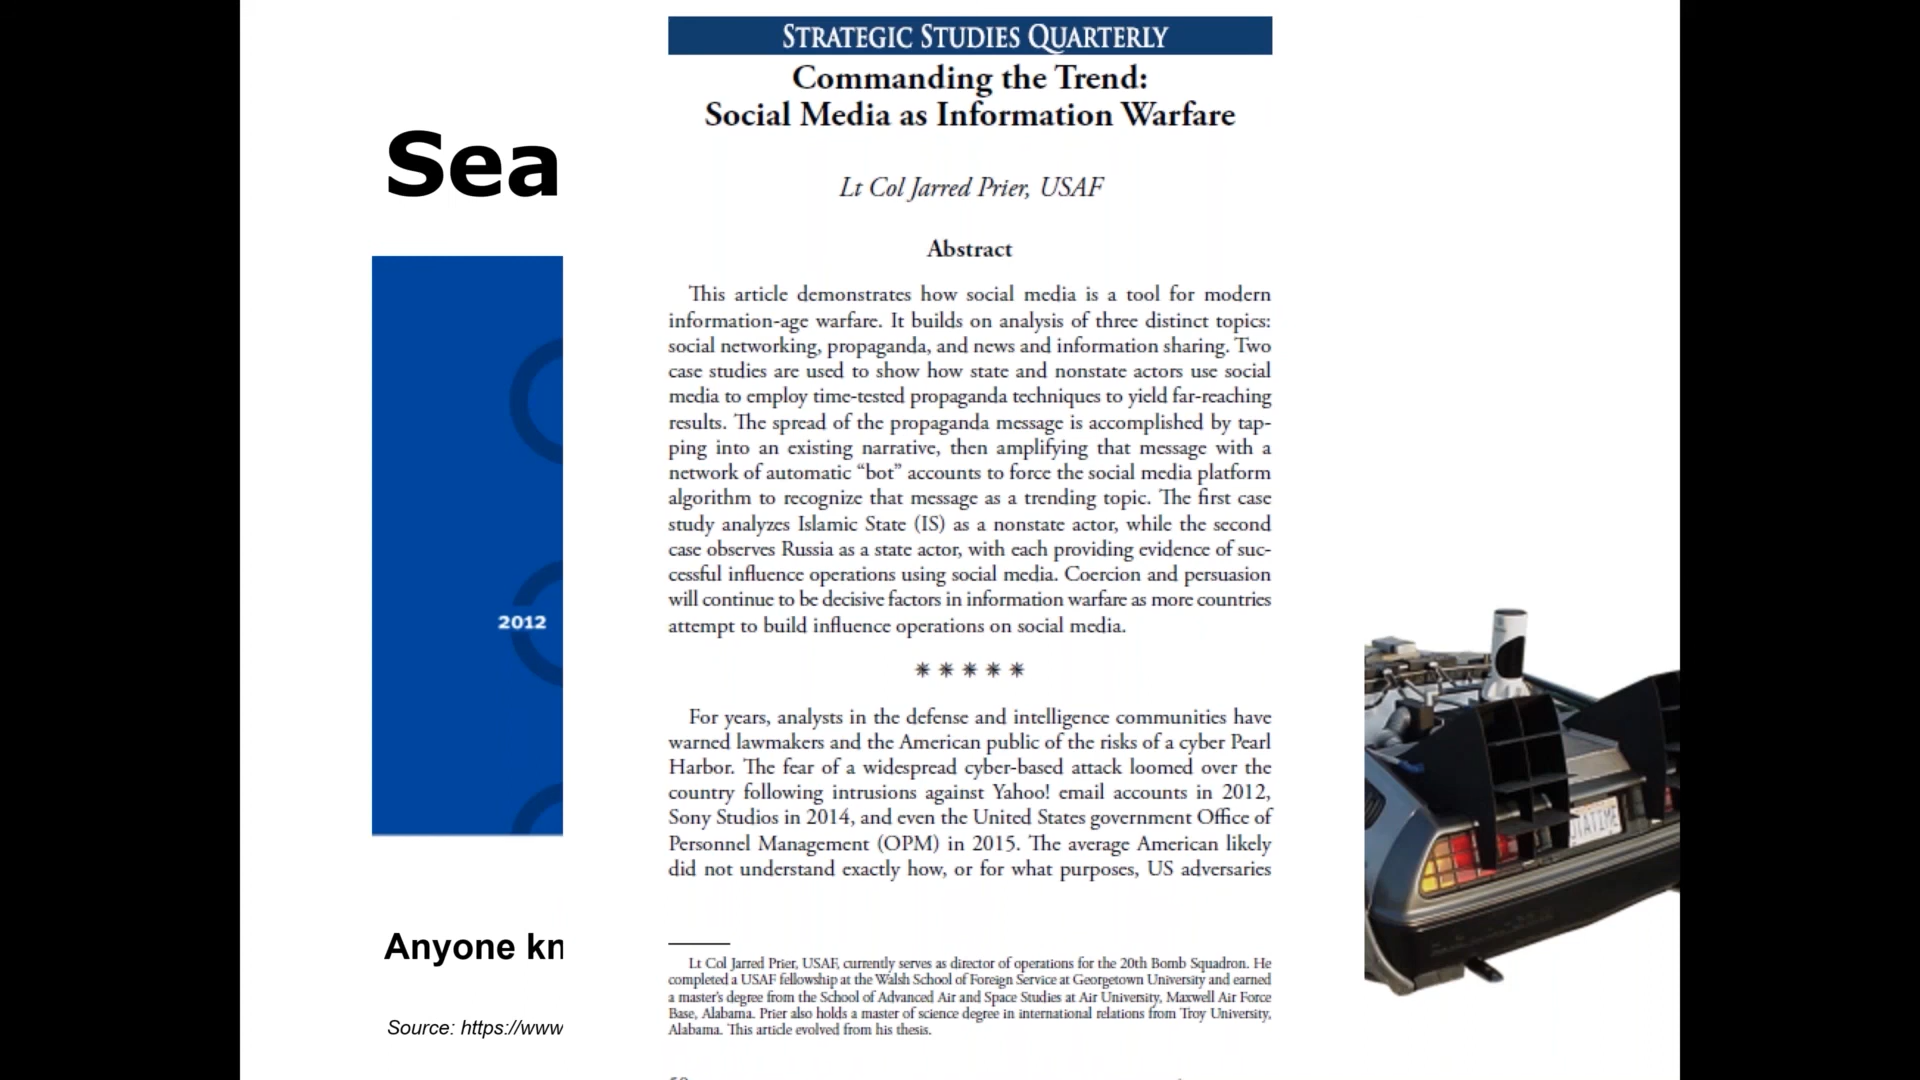 Sea
2012
Anyone kn
Source: https://www
STRATEGIC STUDIES QUARTERLY
Commanding the Trend:
Social Media as Information Warfare
Lt Col Jarred Prier, USAF
Abstract
This article demonstrates how social media is a tool for modern
information-age warfare. It builds on analysis of three distinct topics:
social networking, propaganda, and news and information sharing. Two
case studies are used to show how state and nonstate actors use social
media to employ time-tested propaganda techniques to yield far-reaching
results. The spread of the propaganda message is accomplished by tap-
ping into an existing narrative, then amplifying that message with a
network of automatic “bot” accounts to force the social media platform
algorithm to recognize that message as a trending topic. The first case
study analyzes Islamic State (IS) as a nonstate actor, while the second
case observes Russia as a state actor, with each providing evidence of suc-
cessful influence operations using social media. Coercion and persuasion
will continue to be decisive factors in information warfare as more countries
attempt to build influence operations on social media.
* * * * *
For years, analysts in the defense and intelligence communities have
warned lawmakers and the American public of the risks of a cyber Pearl
Harbor. The fear of a widespread cyber-based attack loomed over the
country following intrusions against Yahoo! email accounts in 2012,
Sony Studios in 2014, and even the United States government Office of
Personnel Management (OPM) in 2015. The average American likely
did not understand exactly how, or for what purposes, US adversaries
Lt Col Jarred Prier, USAF, currently serves as director of operations for the 20th Bomb Squadron. He
completed a USAF fellowship at the Walsh School of Foreign Service at Georgetown University and earned
a master’s degree from the School of Advanced Air and Space Studies at Air University, Maxwell Air Force
Base, Alabama. Prier also holds a master of science degree in international relations from Troy University,
Alabama. This article evolved from his thesis.